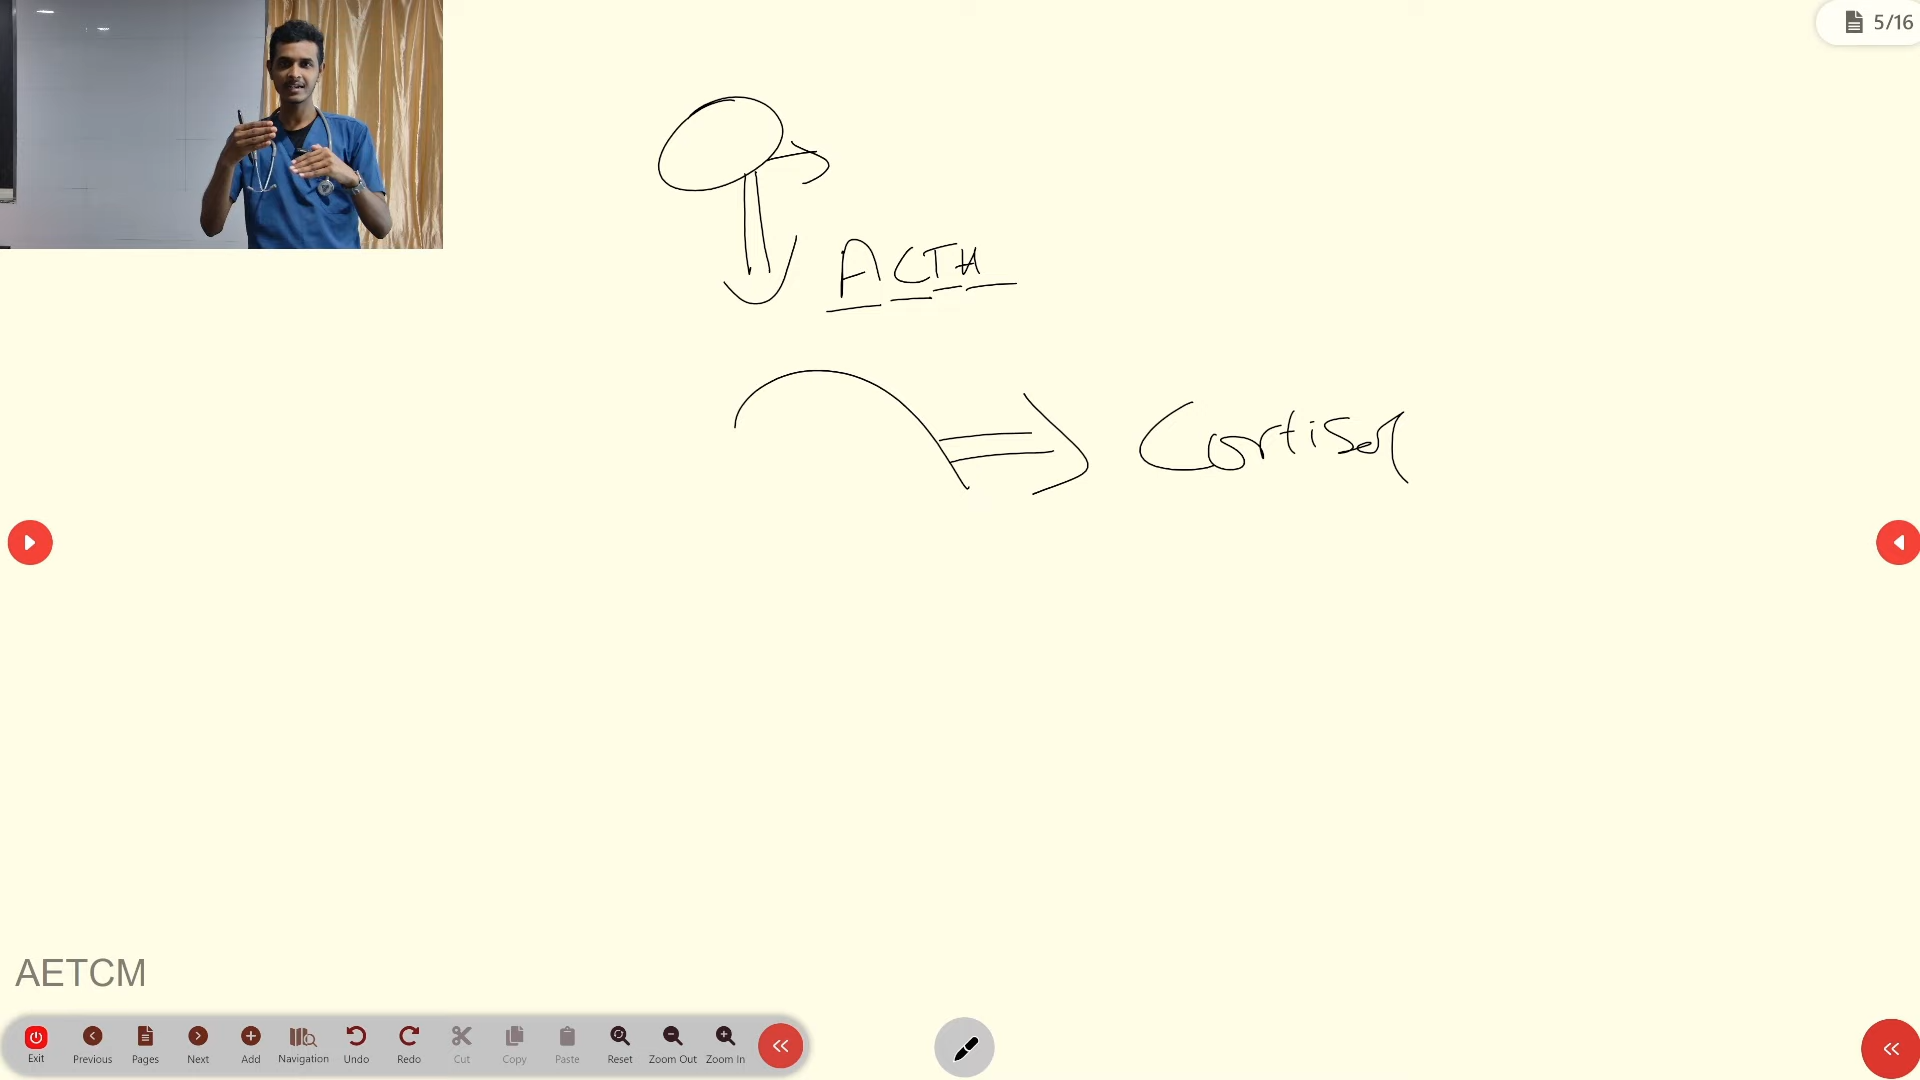 5/16
ACTH
Cortisol
AETCM
Exit Previous Pages Next Add Navigation Undo Redo Cut Copy Paste Reset Zoom Out Zoom In